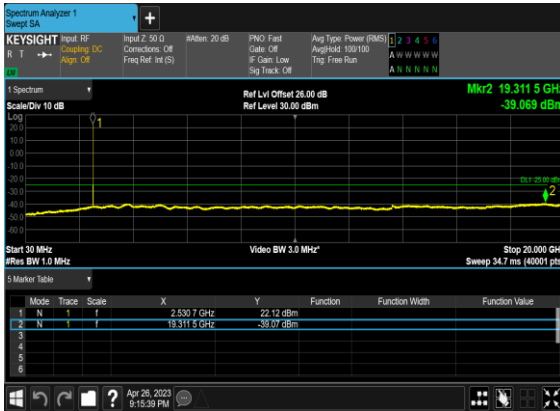 Spectrum Analyzer 1
Swept SA
+
KEYSIGHT Input: RF Input Z: 50 Ω #Atten: 20 dB PNO: Fast Avg Type: Power (RMS) 1 2 3 4 5 6
R T Coupling: DC Corrections: Off Gate: Off Avg|Hold: 100/100 A W W W W W
Align: Off Freq Ref: Int (S) IF Gain: Low Trig: Free Run
Sig Track: Off A N N N N N
1 Spectrum Mkr2 19.311 5 GHz
Scale/Div 10 dB Ref Lvl Offset 26.00 dB -39.069 dBm
Ref Level 30.00 dBm
Log
1
20.0
10.0
0.00
-10.0
-20.0
DL1 -25.00 dBm
-30.0
2
-40.0
-50.0
-60.0
Start 30 MHz Video BW 3.0 MHz* Stop 20.000 GHz
#Res BW 1.0 MHz Sweep 34.7 ms (40001 pts)
5 Marker Table
Mode Trace Scale X Y Function Function Width Function Value
1 N 1 f 2.530 7 GHz 22.12 dBm
2 N 1 f 19.311 5 GHz -39.07 dBm
3
4
5
6
? Apr 26, 2023
9:15:39 PM